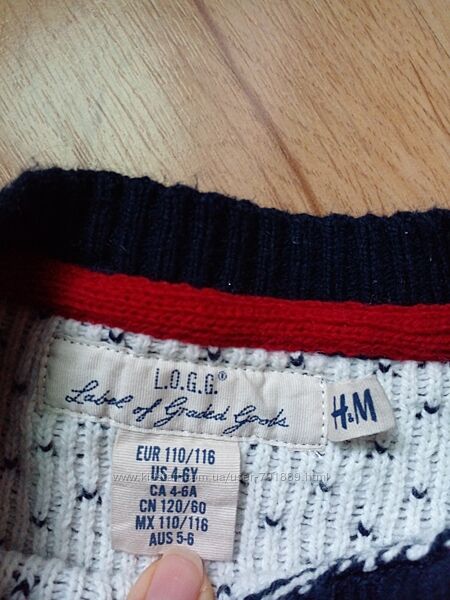 L.O.G.G.®
Label of Graded Goods
H&M
EUR 110/116
US 4-6Y
CA 4-6A
CN 120/60
MX 110/116
AUS 5-6